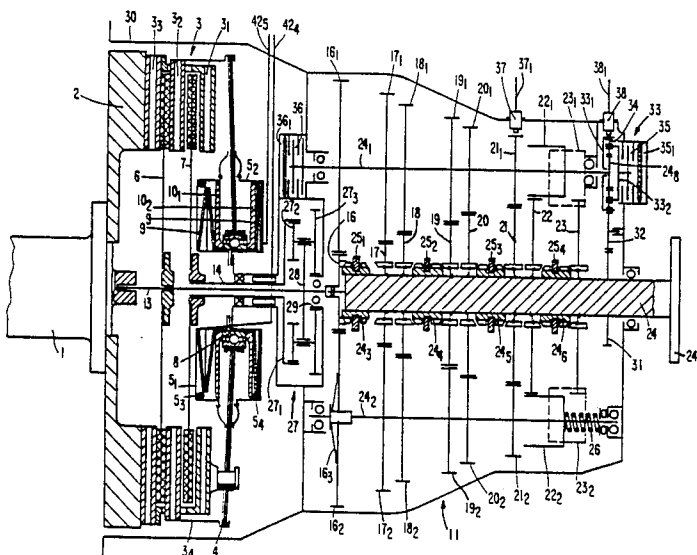 30 3₃ 3₂ 3 3₁ 42₅ 42₄
16₁ 17₁ 18₁ 19₁ 20₁ 37 37₁ 22₁ 23₁ 33₁ 38₁ 38 34 33
2
36₁ 36 35
21₁ 35₁
7 5₂ 24₁ 24₈
6 10₁ 27₂ 27₃ 33₂
10₂ 9
9 16 17 18 19 20 21 22 23 32
14 28 25₁ 25₂ 25₃ 25₄
13
29
24
1 8 24₃ 24₄ 24₅ 24₆ 31 24
5₁ 27₁
5₃ 5₄ 24₂
27 26
16₃
22₂ 23₂
3₄ 4 16₂ 17₂ 18₂ 19₂ 20₂ 11 21₂